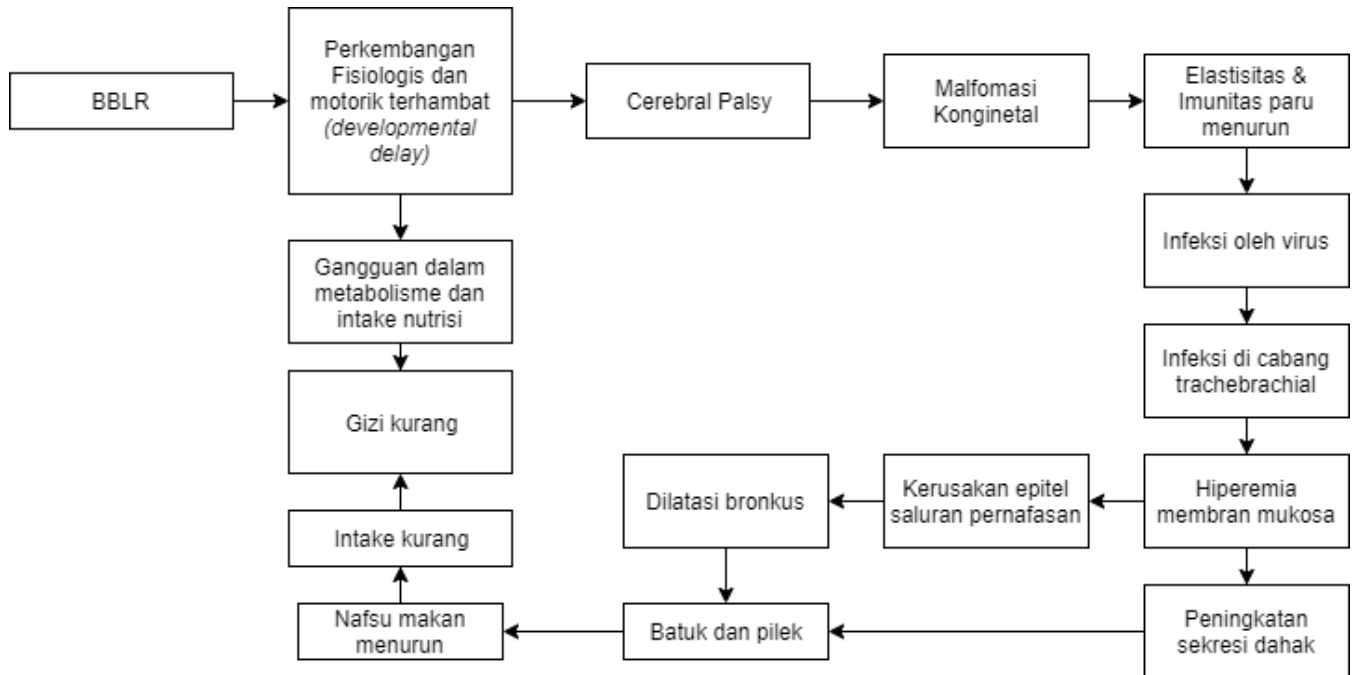 BBLR
Perkembangan
Fisiologis dan
motorik terhambat
(developmental
delay)
Cerebral Palsy
Malfomasi
Konginetal
Elastisitas &
Imunitas paru
menurun
Infeksi oleh virus
Gangguan dalam
metabolisme dan
intake nutrisi
Infeksi di cabang
trachebrachial
Gizi kurang
Dilatasi bronkus
Kerusakan epitel
saluran pernafasan
Hiperemia
membran mukosa
Intake kurang
Nafsu makan
menurun
Batuk dan pilek
Peningkatan
sekresi dahak